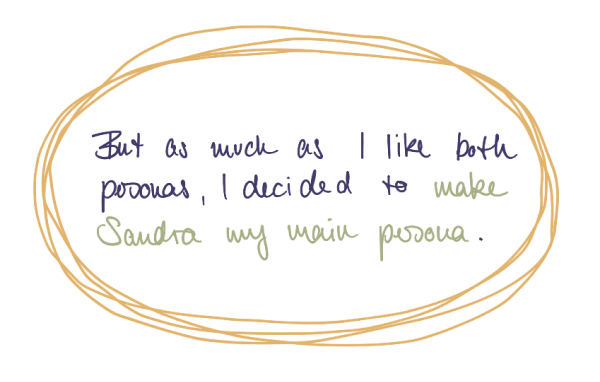 But as much as I like both
personas, I decided to make
Sandra my main persona.